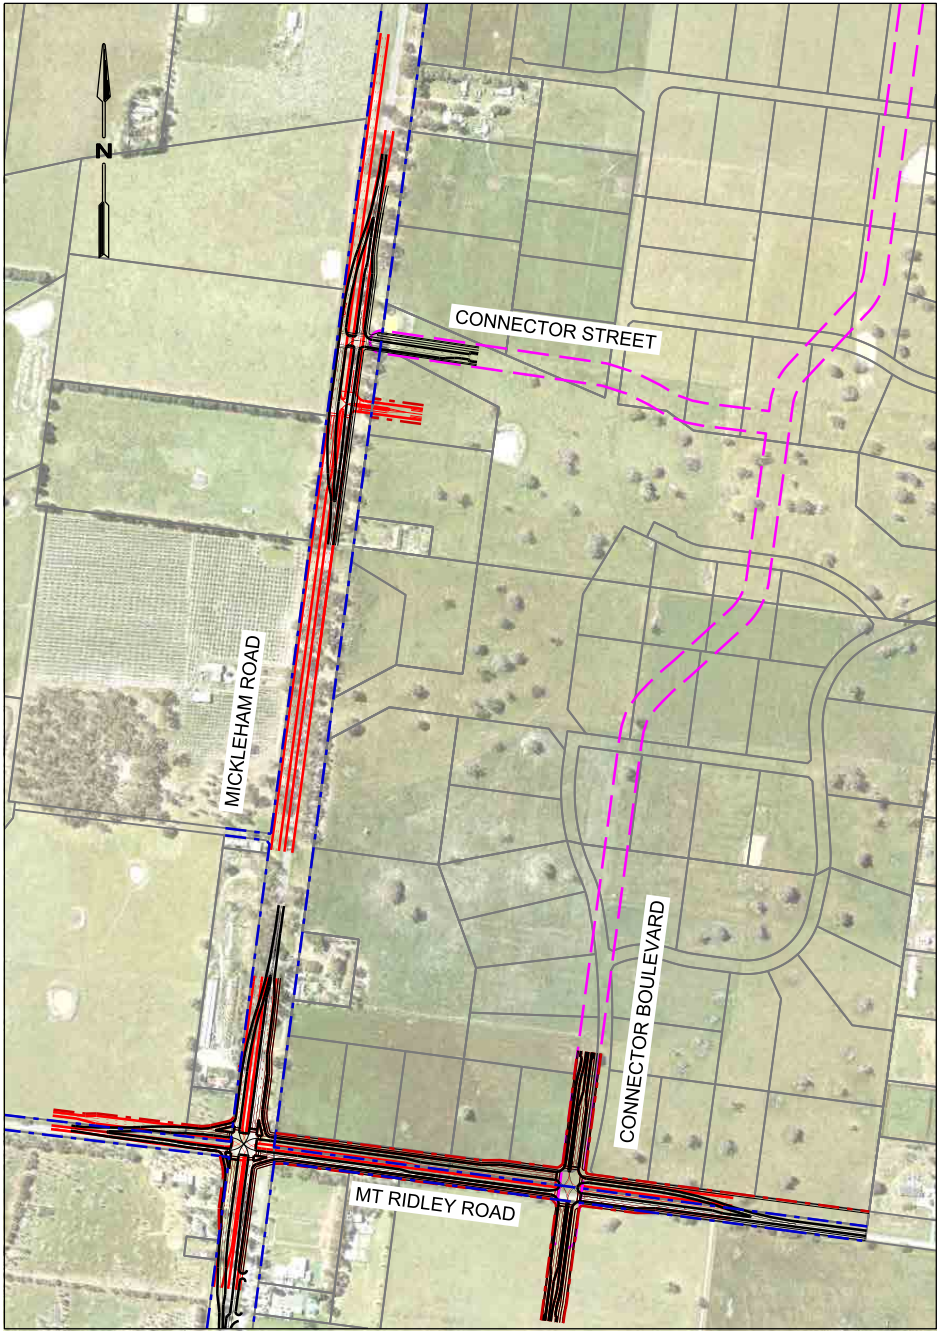 N
CONNECTOR STREET
MICKLEHAM ROAD
CONNECTOR BOULEVARD
MT RIDLEY ROAD